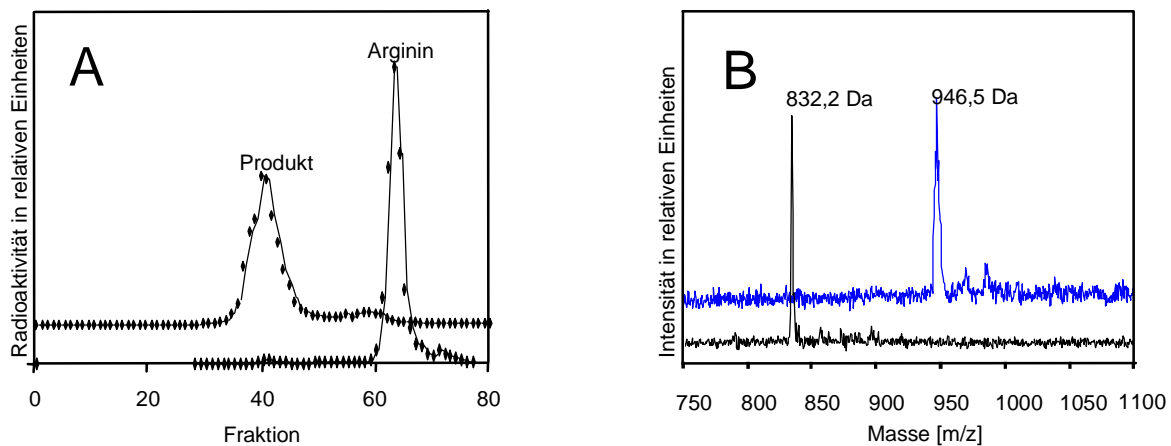 A
Radioaktivität in relativen Einheiten
Arginin
Produkt
0 20 40 60 80
Fraktion
B
Intensität in relativen Einheiten
832,2 Da
946,5 Da
750 800 850 900 950 1000 1050 1100
Masse [m/z]